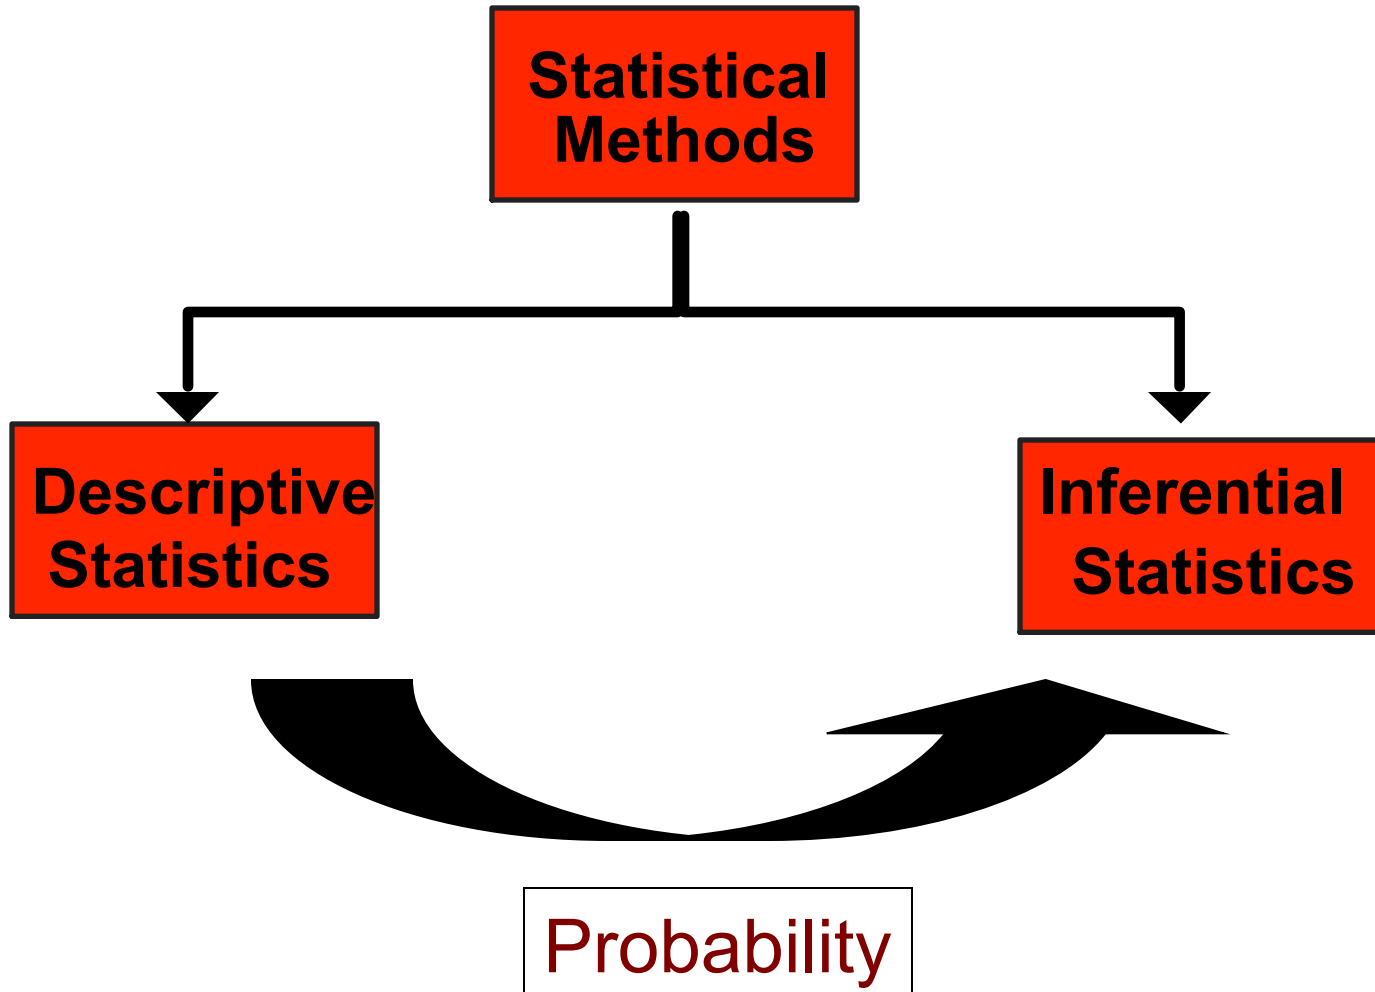 Statistical
Methods
Descriptive
Statistics
Inferential
Statistics
Probability